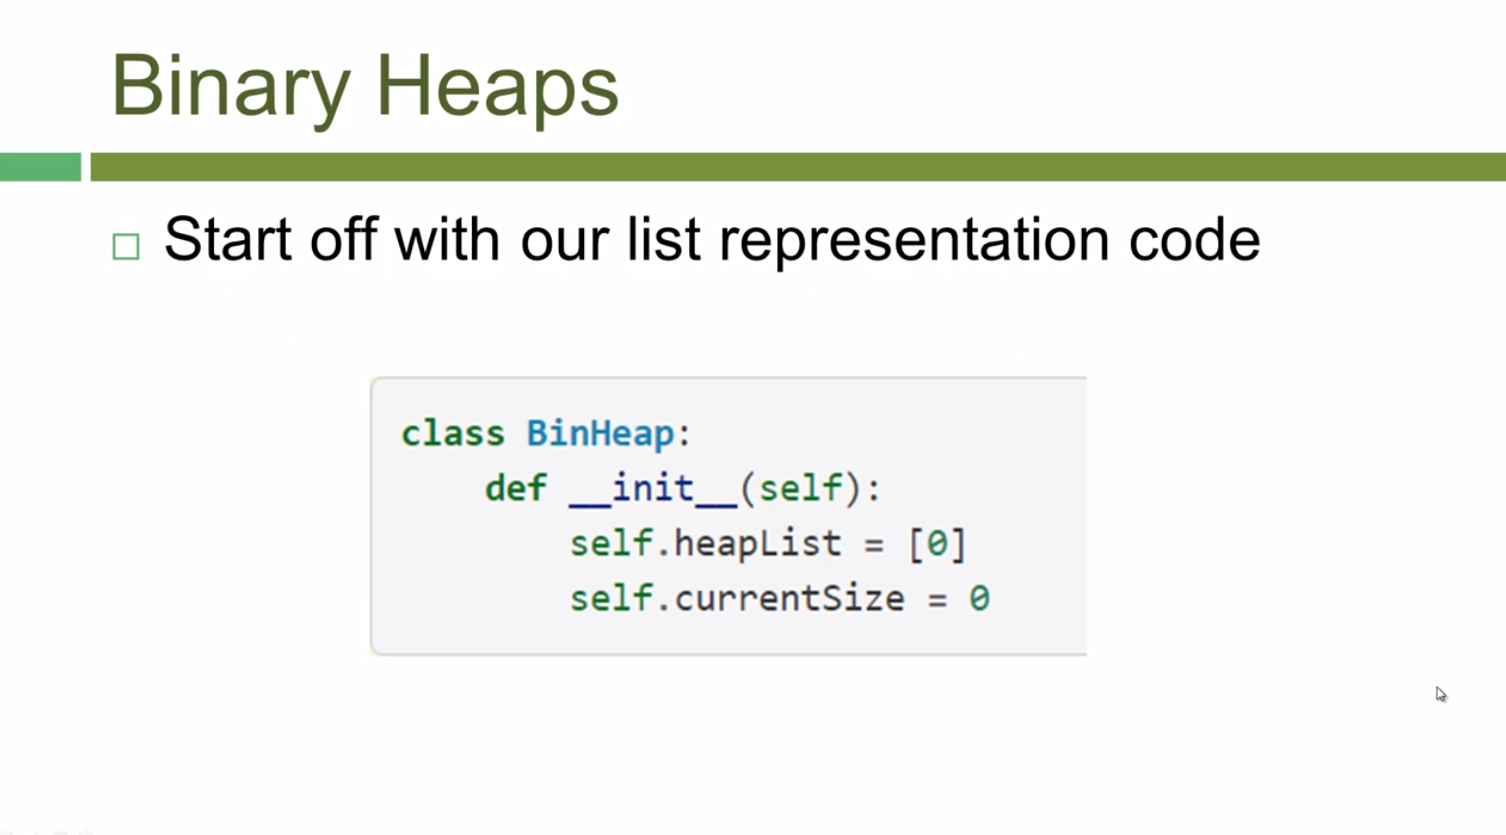 Binary Heaps
Start off with our list representation code
class BinHeap:
    def __init__(self):
        self.heapList = [0]
        self.currentSize = 0